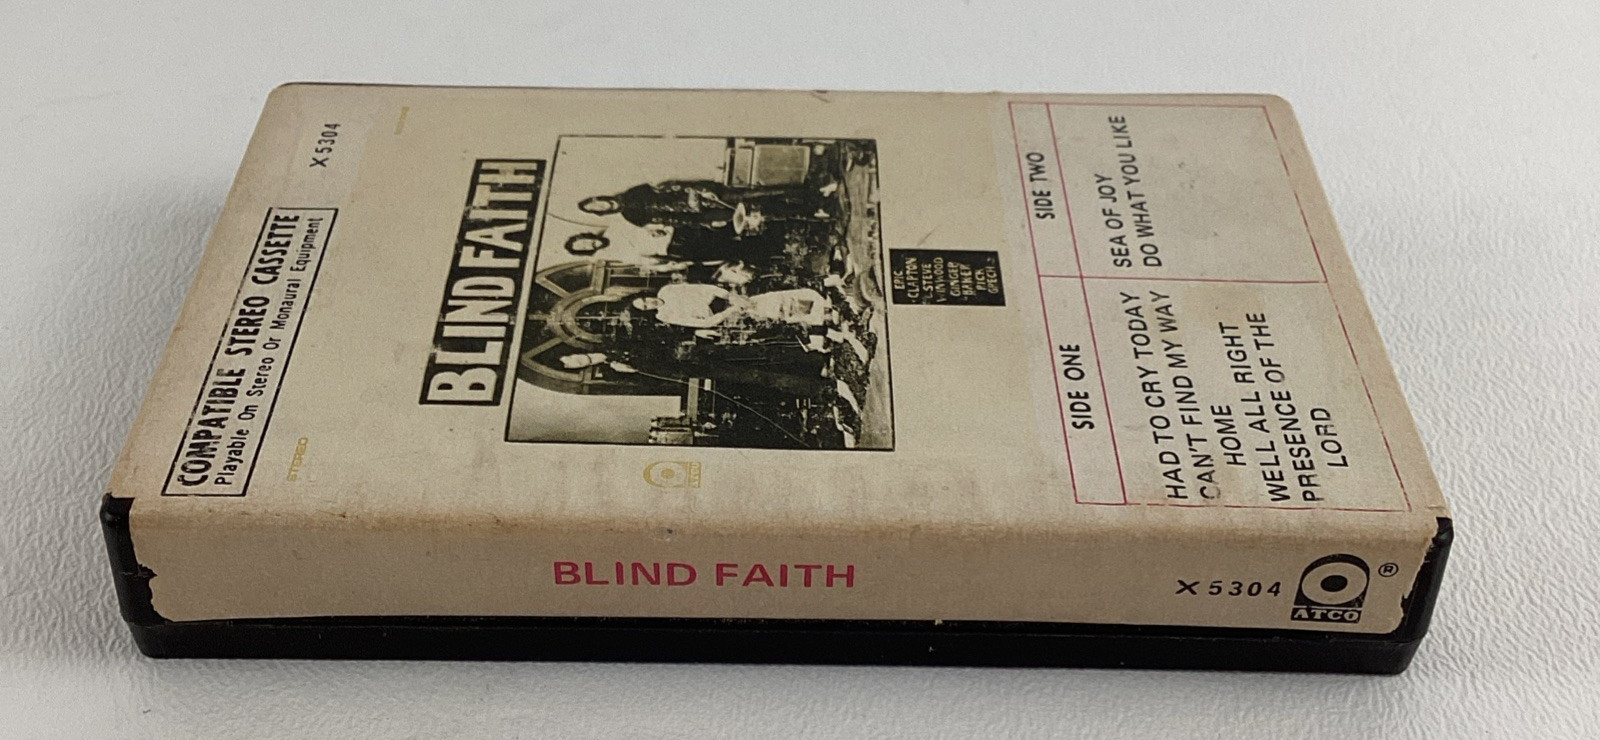 COMPATIBLE STEREO CASSETTE
Playable On Stereo Or Monaural Equipment
X 5304
STEREO
BLIND FAITH
ERIC
CLAPTON
STEVE
WINWOOD
GINGER
BAKER
RICK
GRECH
ATCO
SIDE ONE
HAD TO CRY TODAY
CAN'T FIND MY WAY
HOME
WELL ALL RIGHT
PRESENCE OF THE
LORD
SIDE TWO
SEA OF JOY
DO WHAT YOU LIKE
BLIND FAITH
X 5304
ATCO
®